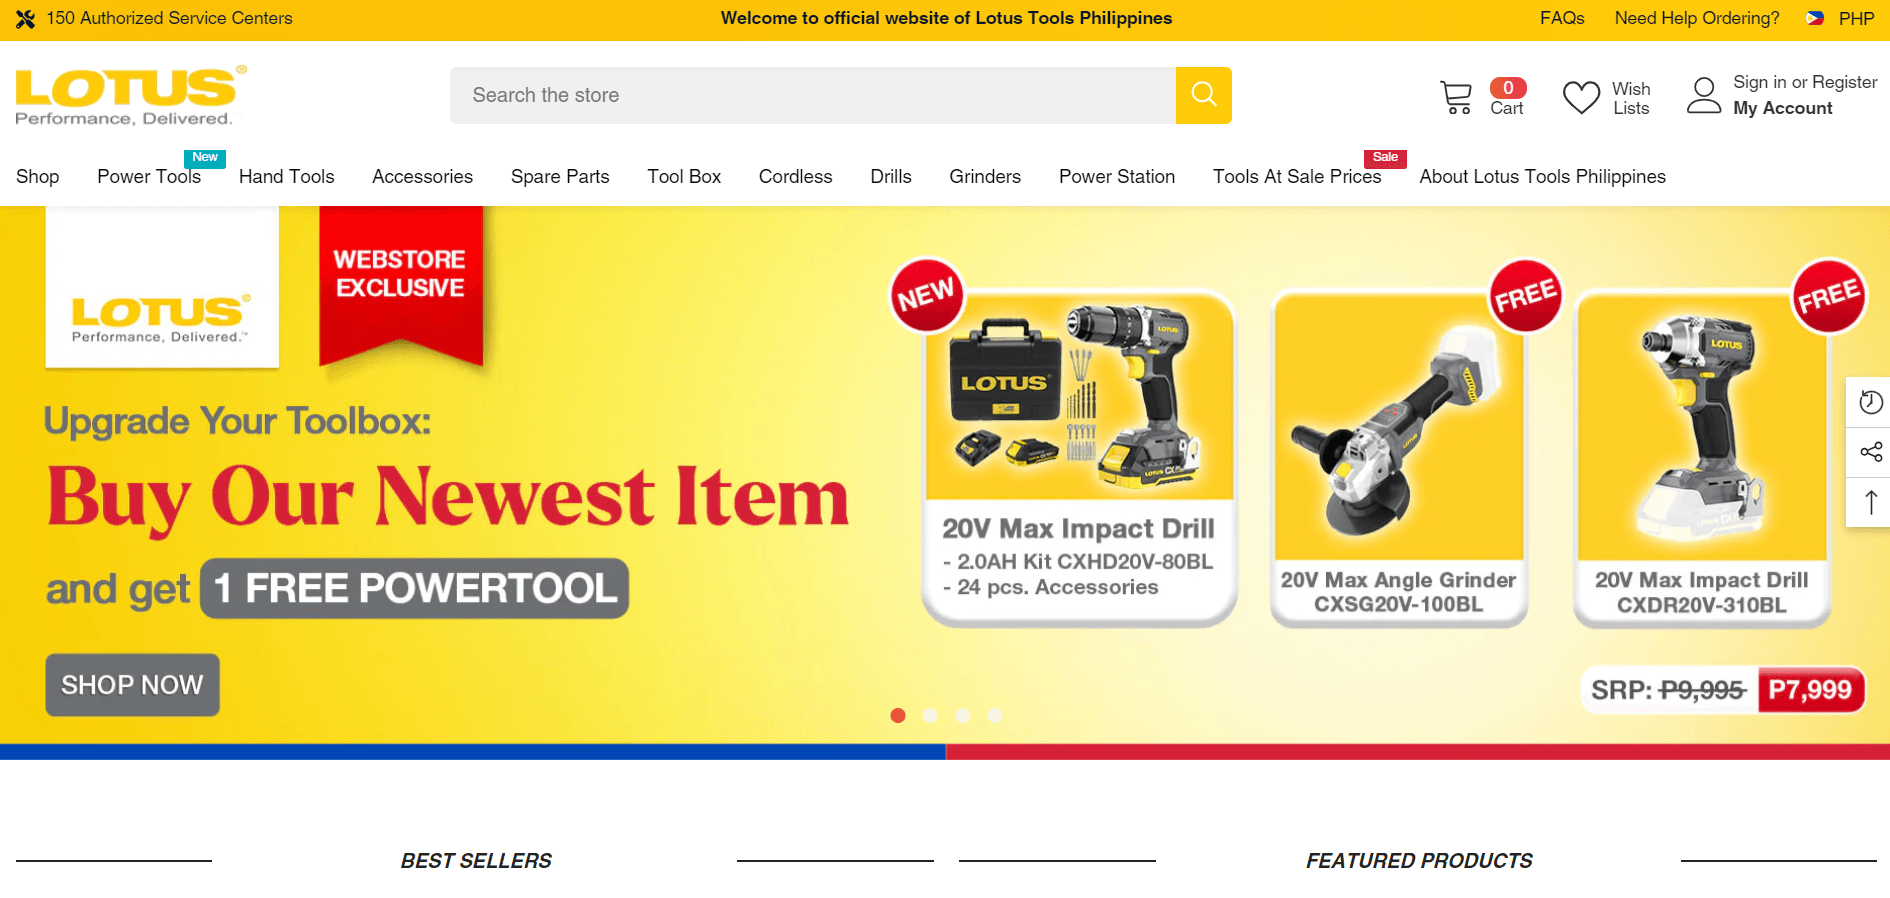 150 Authorized Service Centers
Welcome to official website of Lotus Tools Philippines
FAQs
Need Help Ordering?
PHP
LOTUS®
Performance, Delivered.
Search the store
0
Cart
Wish
Lists
Sign in or Register
My Account
New
Sale
Shop
Power Tools
Hand Tools
Accessories
Spare Parts
Tool Box
Cordless
Drills
Grinders
Power Station
Tools At Sale Prices
About Lotus Tools Philippines
LOTUS®
Performance, Delivered.™
WEBSTORE
EXCLUSIVE
Upgrade Your Toolbox:
Buy Our Newest Item
and get 1 FREE POWERTOOL
SHOP NOW
NEW
LOTUS
LOTUS
LOTUS CX
20V Max Impact Drill
- 2.0AH Kit CXHD20V-80BL
- 24 pcs. Accessories
FREE
LOTUS
20V Max Angle Grinder
CXSG20V-100BL
FREE
LOTUS
20V Max Impact Drill
CXDR20V-310BL
SRP: P9,995 P7,999
BEST SELLERS
FEATURED PRODUCTS